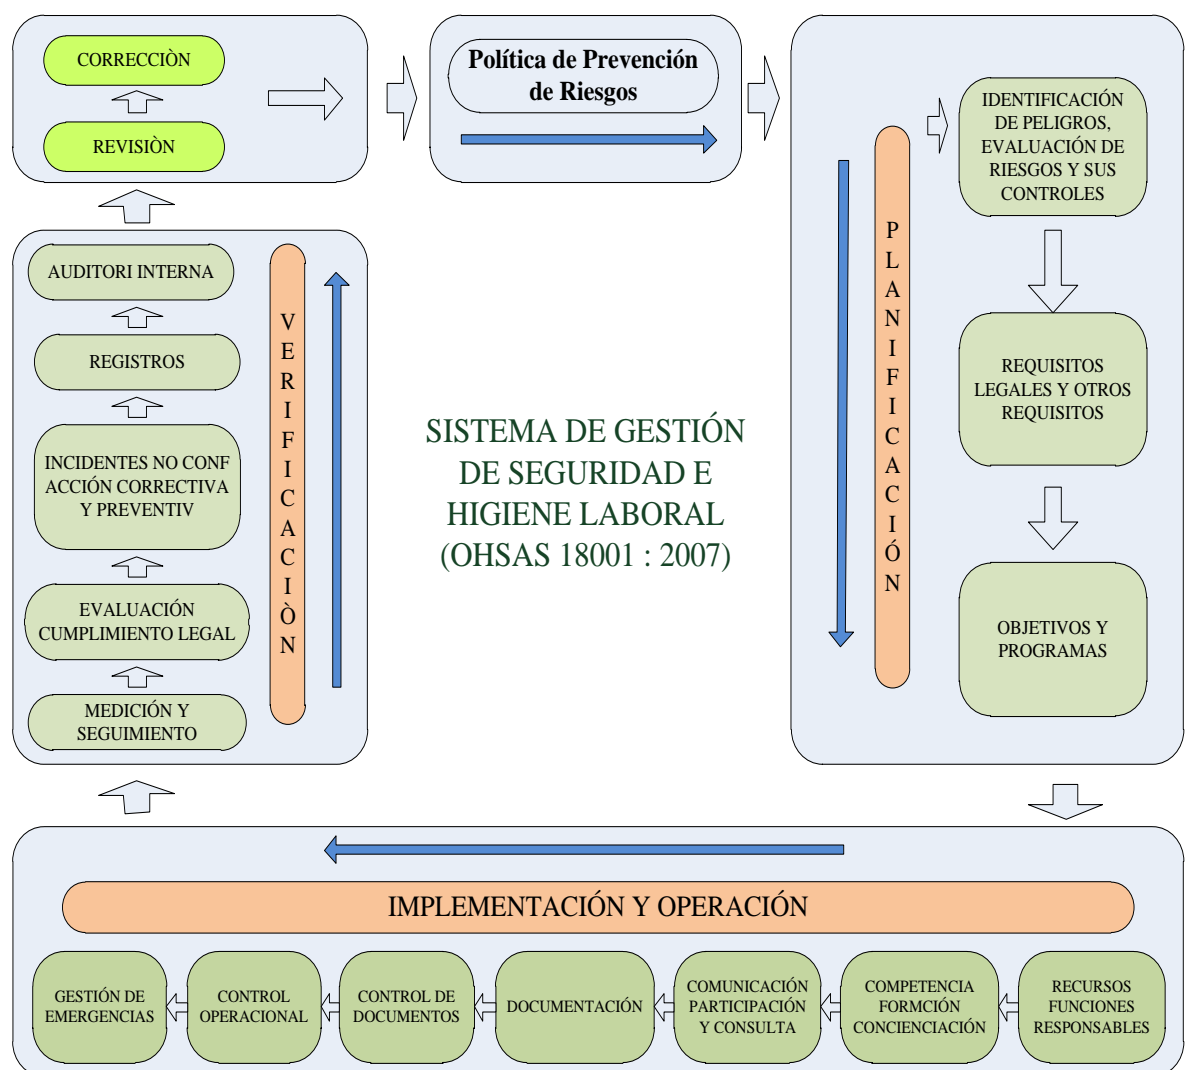 CORRECCIÒN
REVISIÒN
Política de Prevención
de Riesgos
PLANIFICACIÓN
IDENTIFICACIÓN
DE PELIGROS,
EVALUACIÓN DE
RIESGOS Y SUS
CONTROLES
REQUISITOS
LEGALES Y OTROS
REQUISITOS
OBJETIVOS Y
PROGRAMAS
AUDITORI INTERNA
REGISTROS
INCIDENTES NO CONF
ACCIÓN CORRECTIVA
Y PREVENTIV
EVALUACIÓN
CUMPLIMIENTO LEGAL
MEDICIÓN Y
SEGUIMIENTO
VERIFICACIÒN
SISTEMA DE GESTIÓN
DE SEGURIDAD E
HIGIENE LABORAL
(OHSAS 18001 : 2007)
IMPLEMENTACIÓN Y OPERACIÓN
GESTIÓN DE
EMERGENCIAS
CONTROL
OPERACIONAL
CONTROL DE
DOCUMENTOS
DOCUMENTACIÓN
COMUNICACIÓN
PARTICIPACIÓN
Y CONSULTA
COMPETENCIA
FORMCIÓN
CONCIENCIACIÓN
RECURSOS
FUNCIONES
RESPONSABLES